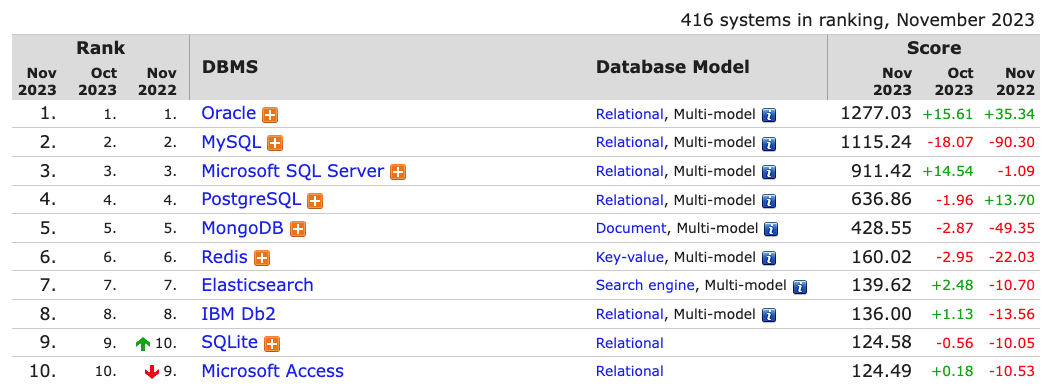 416 systems in ranking, November 2023
Rank DBMS Database Model Score
Nov 2023 Oct 2023 Nov 2022 Nov 2023 Oct 2023 Nov 2022
1. 1. 1. Oracle Relational, Multi-model 1277.03 +15.61 +35.34
2. 2. 2. MySQL Relational, Multi-model 1115.24 -18.07 -90.30
3. 3. 3. Microsoft SQL Server Relational, Multi-model 911.42 +14.54 -1.09
4. 4. 4. PostgreSQL Relational, Multi-model 636.86 -1.96 +13.70
5. 5. 5. MongoDB Document, Multi-model 428.55 -2.87 -49.35
6. 6. 6. Redis Key-value, Multi-model 160.02 -2.95 -22.03
7. 7. 7. Elasticsearch Search engine, Multi-model 139.62 +2.48 -10.70
8. 8. 8. IBM Db2 Relational, Multi-model 136.00 +1.13 -13.56
9. 9. 10. SQLite Relational 124.58 -0.56 -10.05
10. 10. 9. Microsoft Access Relational 124.49 +0.18 -10.53